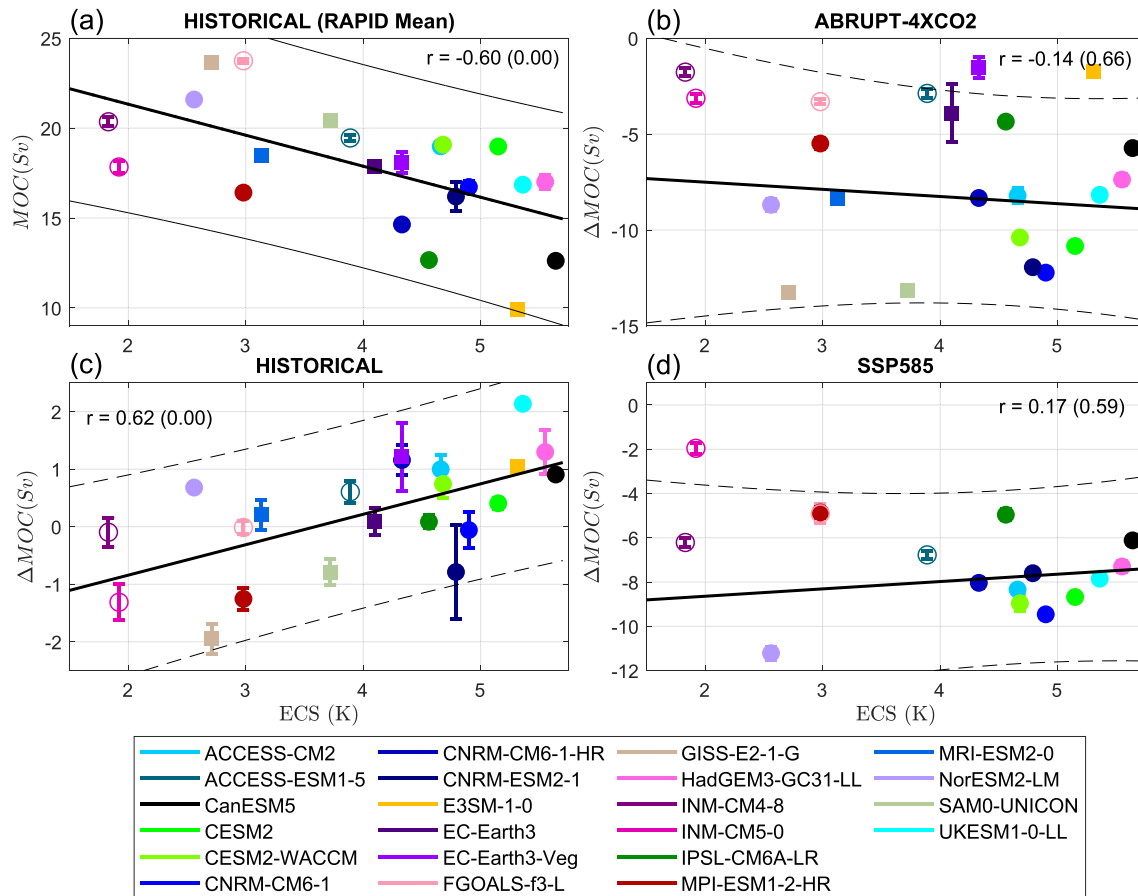 (a) HISTORICAL (RAPID Mean)
r = -0.60 (0.00)
MOC(Sv)
25
20
15
10
2 3 4 5
(b) ABRUPT-4XCO2
r = -0.14 (0.66)
ΔMOC(Sv)
0
-5
-10
-15
2 3 4 5
(c) HISTORICAL
r = 0.62 (0.00)
ΔMOC(Sv)
2
1
0
-1
-2
2 3 4 5
ECS (K)
(d) SSP585
r = 0.17 (0.59)
ΔMOC(Sv)
0
-2
-4
-6
-8
-10
-12
2 3 4 5
ECS (K)
ACCESS-CM2
ACCESS-ESM1-5
CanESM5
CESM2
CESM2-WACCM
CNRM-CM6-1
CNRM-CM6-1-HR
CNRM-ESM2-1
E3SM-1-0
EC-Earth3
EC-Earth3-Veg
FGOALS-f3-L
GISS-E2-1-G
HadGEM3-GC31-LL
INM-CM4-8
INM-CM5-0
IPSL-CM6A-LR
MPI-ESM1-2-HR
MRI-ESM2-0
NorESM2-LM
SAM0-UNICON
UKESM1-0-LL